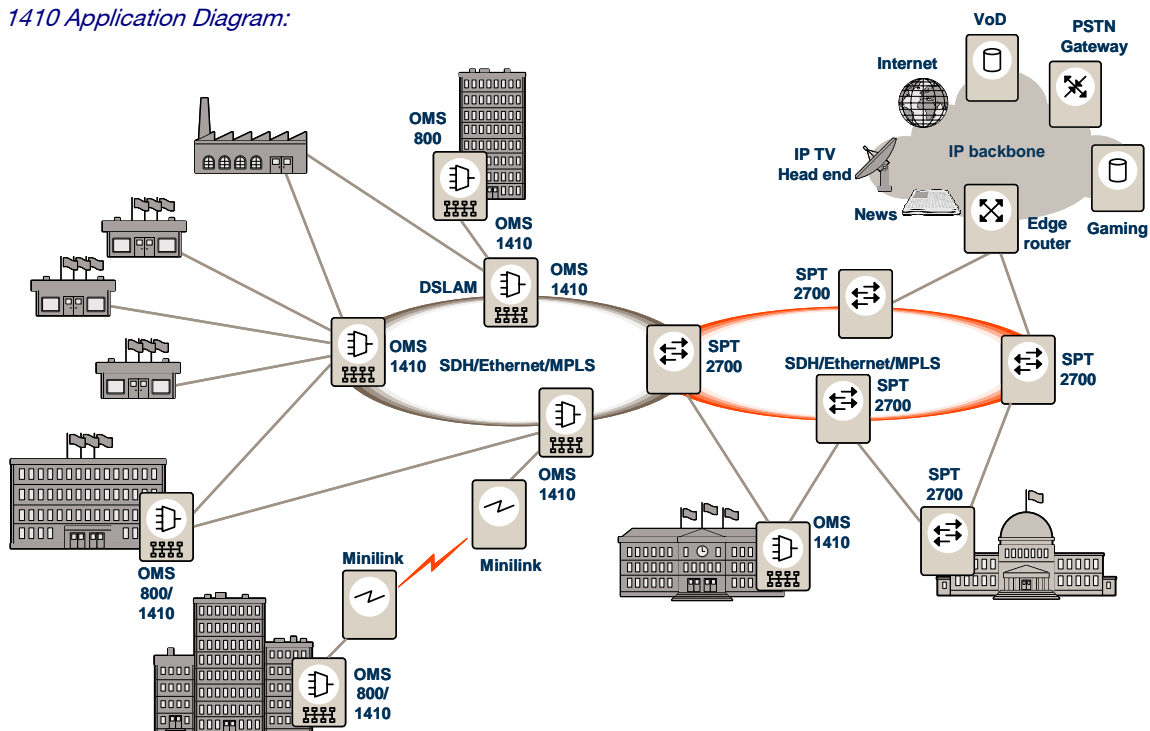 1410 Application Diagram:
VoD
PSTN
Gateway
Internet
OMS
800
IP TV
Head end
IP backbone
News
Edge
router
Gaming
OMS
1410
DSLAM
OMS
1410
SPT
2700
OMS
1410
SDH/Ethernet/MPLS
SPT
2700
SDH/Ethernet/MPLS
SPT
2700
SPT
2700
OMS
1410
SPT
2700
OMS
1410
Minilink
Minilink
OMS
800/
1410
OMS
800/
1410